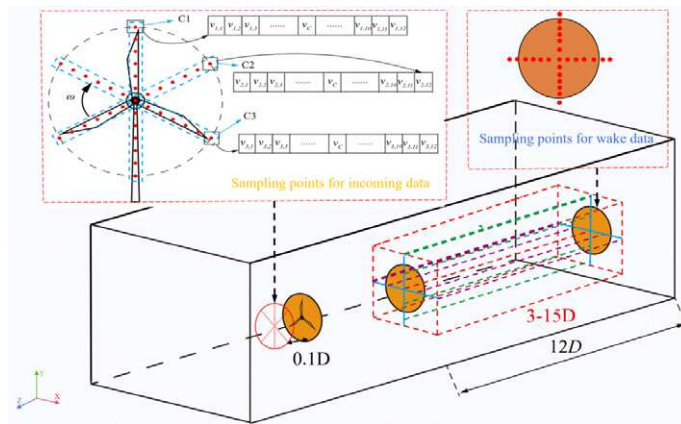 C1
v1,1 v1,2 v1,3 ...... vC ...... v1,10 v1,11 v1,12
C2
v2,1 v2,2 v2,3 ...... vC ...... v2,10 v2,11 v2,12
ω
C3
v3,1 v3,2 v3,3 ...... vC ...... v3,10 v3,11 v3,12
Sampling points for incoming data
Sampling points for wake data
3-15D
0.1D
12D
Y
Z
X